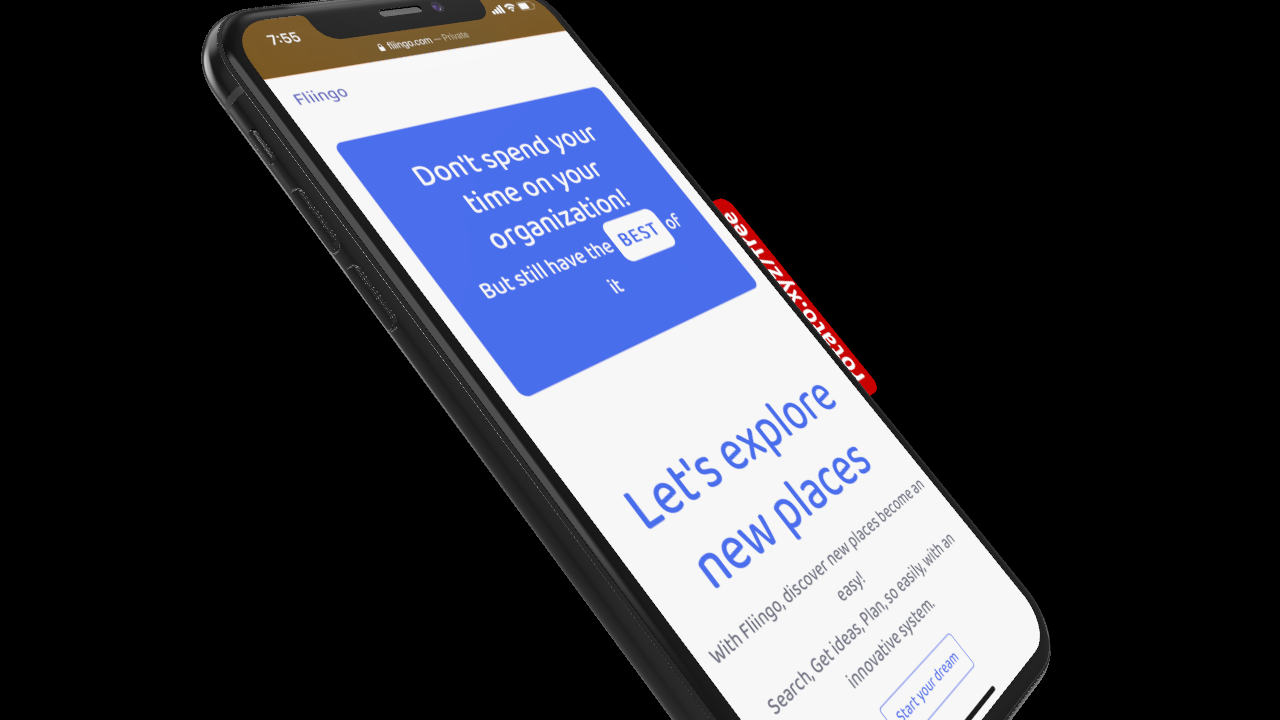 7:55
fliingo.com — Private
Fliingo
Don't spend your
time on your
organization!
But still have the BEST of
it
rotato.xyz/free
Let's explore
new places
With Fliingo, discover new places become an
easy!
Search, Get ideas, Plan, so easily, with an
innovative system.
Start your dream